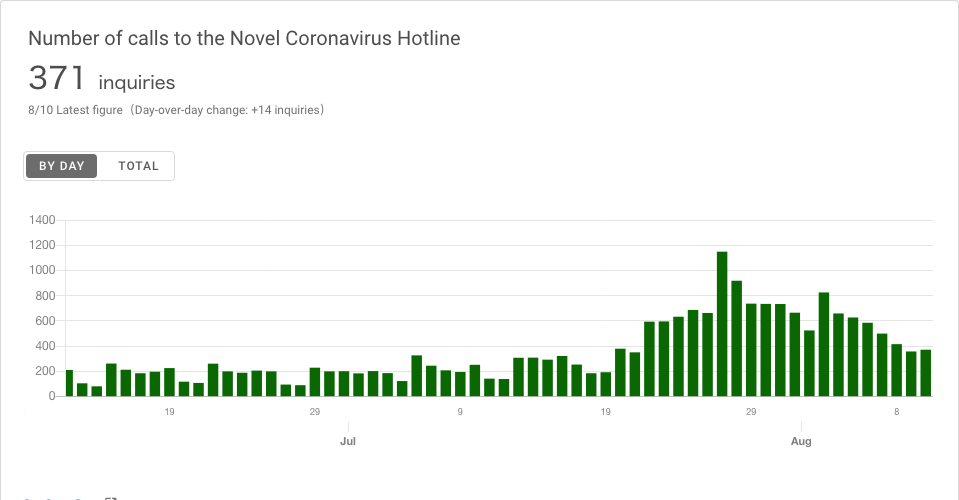 Number of calls to the Novel Coronavirus Hotline
371 inquiries
8/10 Latest figure（Day-over-day change: +14 inquiries）
BY DAY TOTAL
1400
1200
1000
800
600
400
200
0
19 29 9 19 29 8
Jul Aug